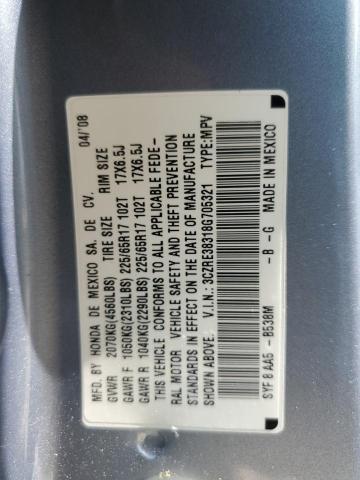 MFD. BY HONDA DE MEXICO SA. DE CV. 04/'08
GVWR 2070KG(4560LBS) TIRE SIZE RIM SIZE
GAWR F 1050KG(2310LBS) 225/65R17 102T 17X6.5J
GAWR R 1040KG(2290LBS) 225/65R17 102T 17X6.5J
THIS VEHICLE CONFORMS TO ALL APPLICABLE FEDE-
RAL MOTOR VEHICLE SAFETY AND THEFT PREVENTION
STANDARDS IN EFFECT ON THE DATE OF MANUFACTURE
SHOWN ABOVE. V.I.N.: 3CZRE38318G705321 TYPE:MPV
SYF8AA5 -B538M -B -G MADE IN MEXICO